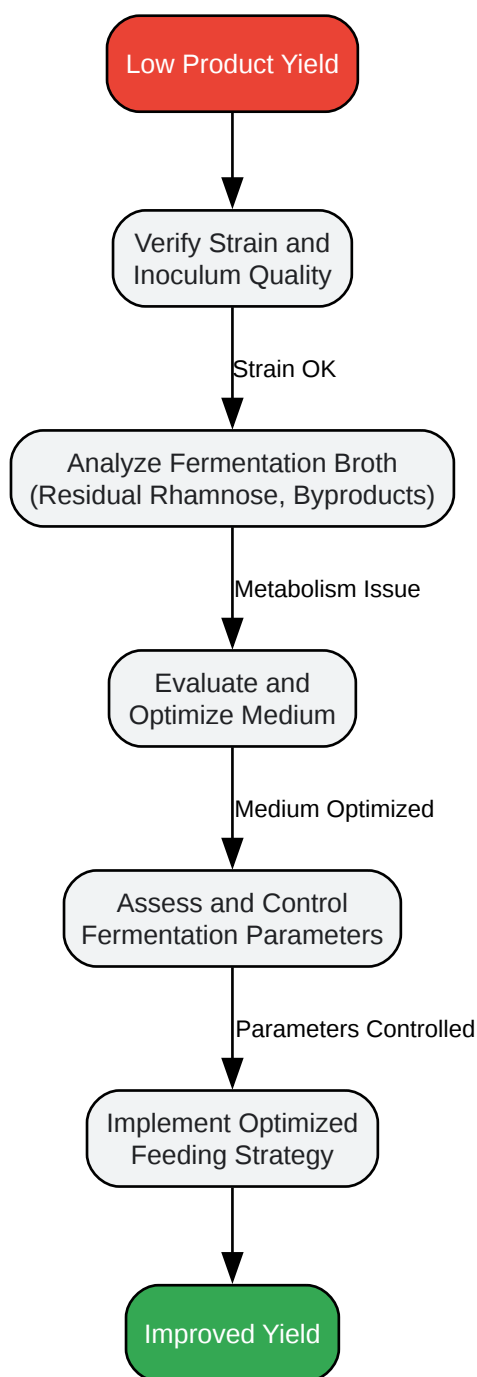 Low Product Yield
Verify Strain and
Inoculum Quality
Strain OK
Analyze Fermentation Broth
(Residual Rhamnose, Byproducts)
Metabolism Issue
Evaluate and
Optimize Medium
Medium Optimized
Assess and Control
Fermentation Parameters
Parameters Controlled
Implement Optimized
Feeding Strategy
Improved Yield